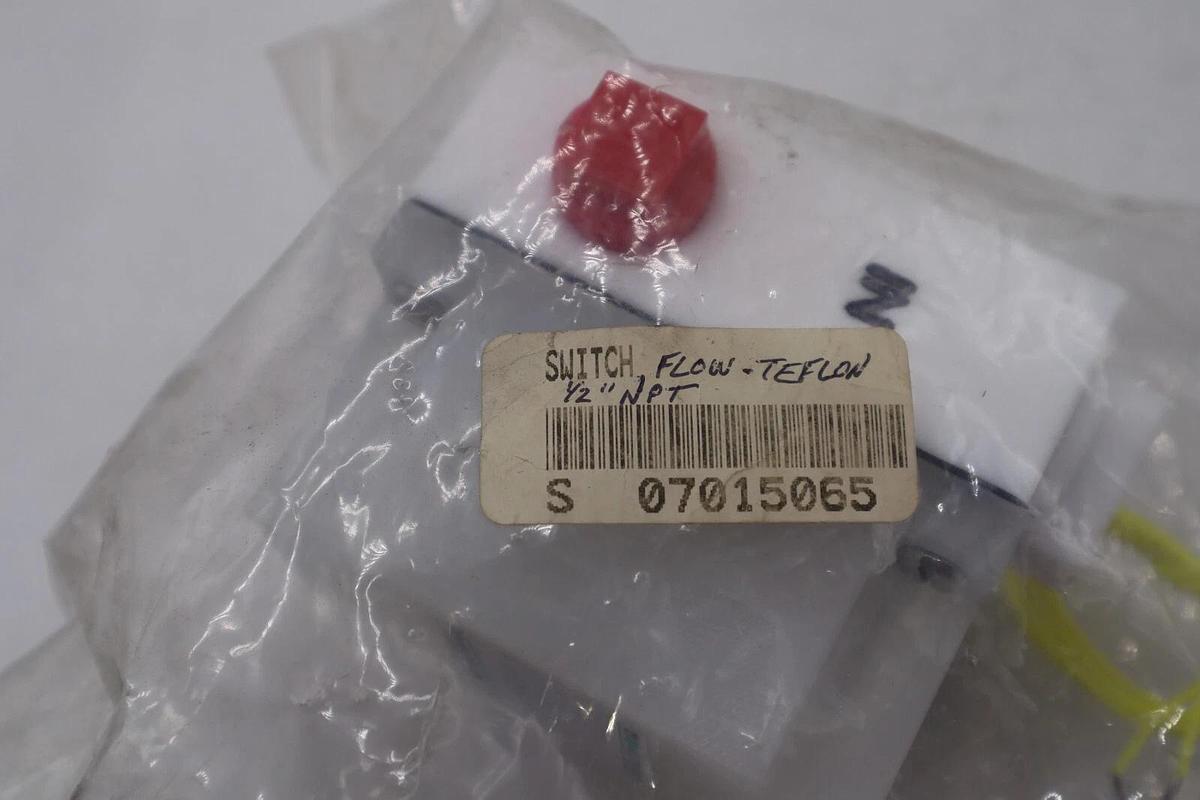 SWITCH, FLOW - TEFLON
1/2" NPT
S 07015065